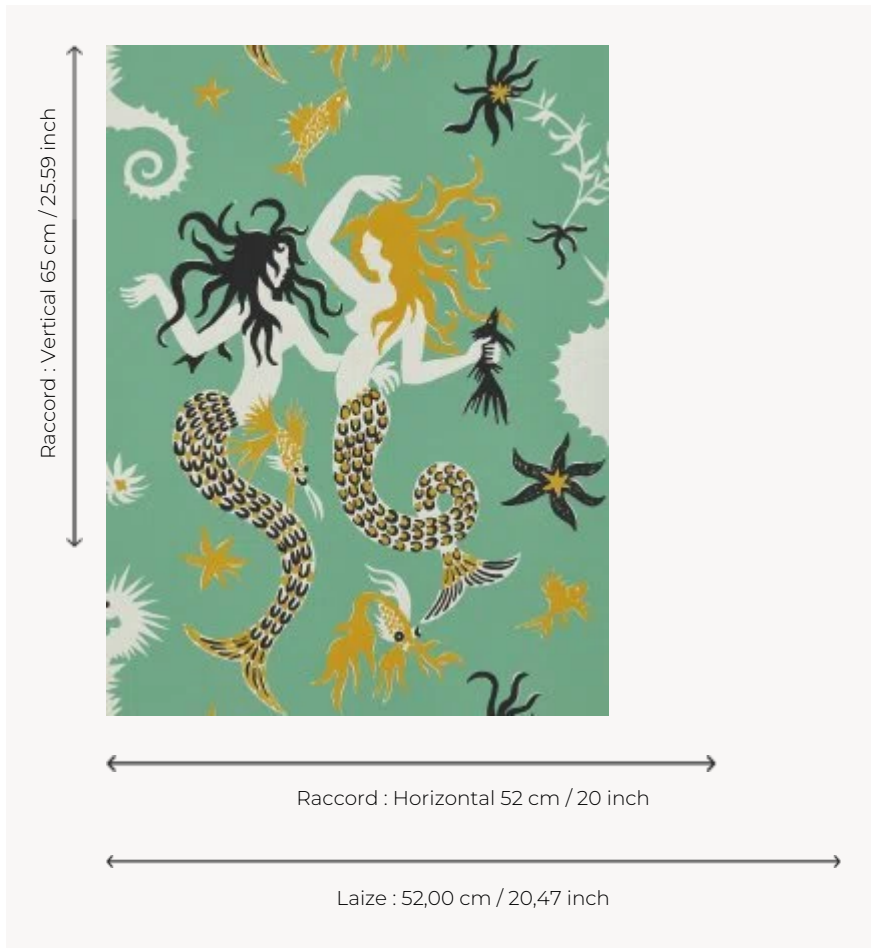 Raccord : Vertical 65 cm / 25.59 inch
Raccord : Horizontal 52 cm / 20 inch
Laize : 52,00 cm / 20,47 inch